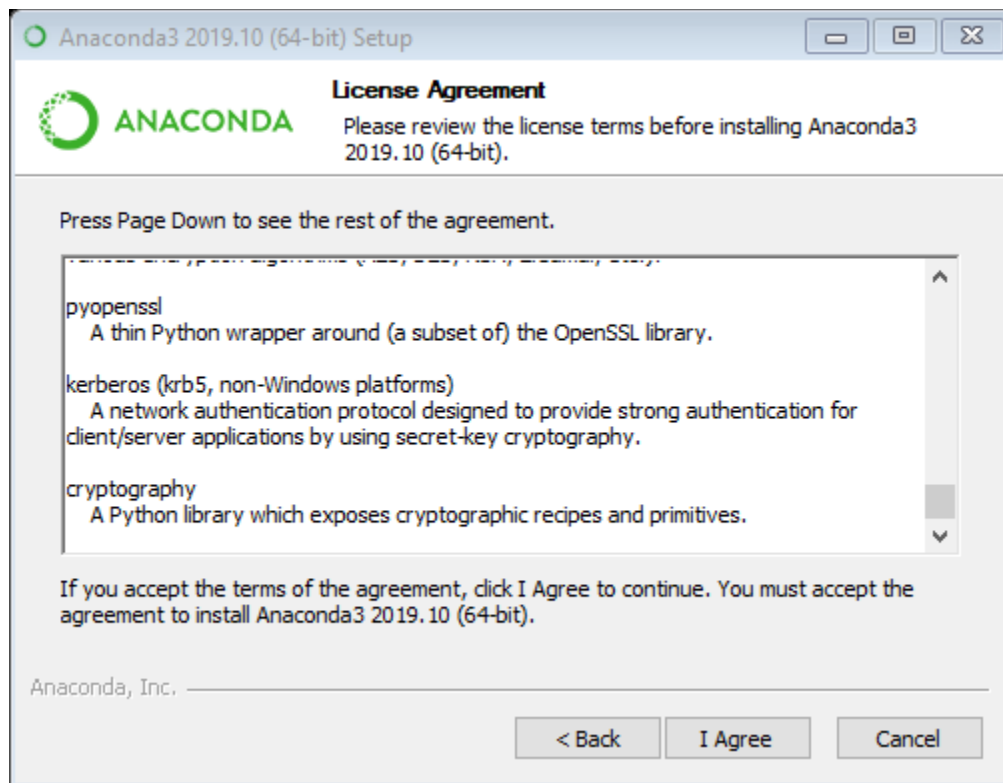 Anaconda3 2019.10 (64-bit) Setup
ANACONDA
License Agreement
Please review the license terms before installing Anaconda3
2019.10 (64-bit).
Press Page Down to see the rest of the agreement.
pyopenssl
A thin Python wrapper around (a subset of) the OpenSSL library.
kerberos (krb5, non-Windows platforms)
A network authentication protocol designed to provide strong authentication for
client/server applications by using secret-key cryptography.
cryptography
A Python library which exposes cryptographic recipes and primitives.
If you accept the terms of the agreement, click I Agree to continue. You must accept the
agreement to install Anaconda3 2019.10 (64-bit).
Anaconda, Inc.
< Back
I Agree
Cancel